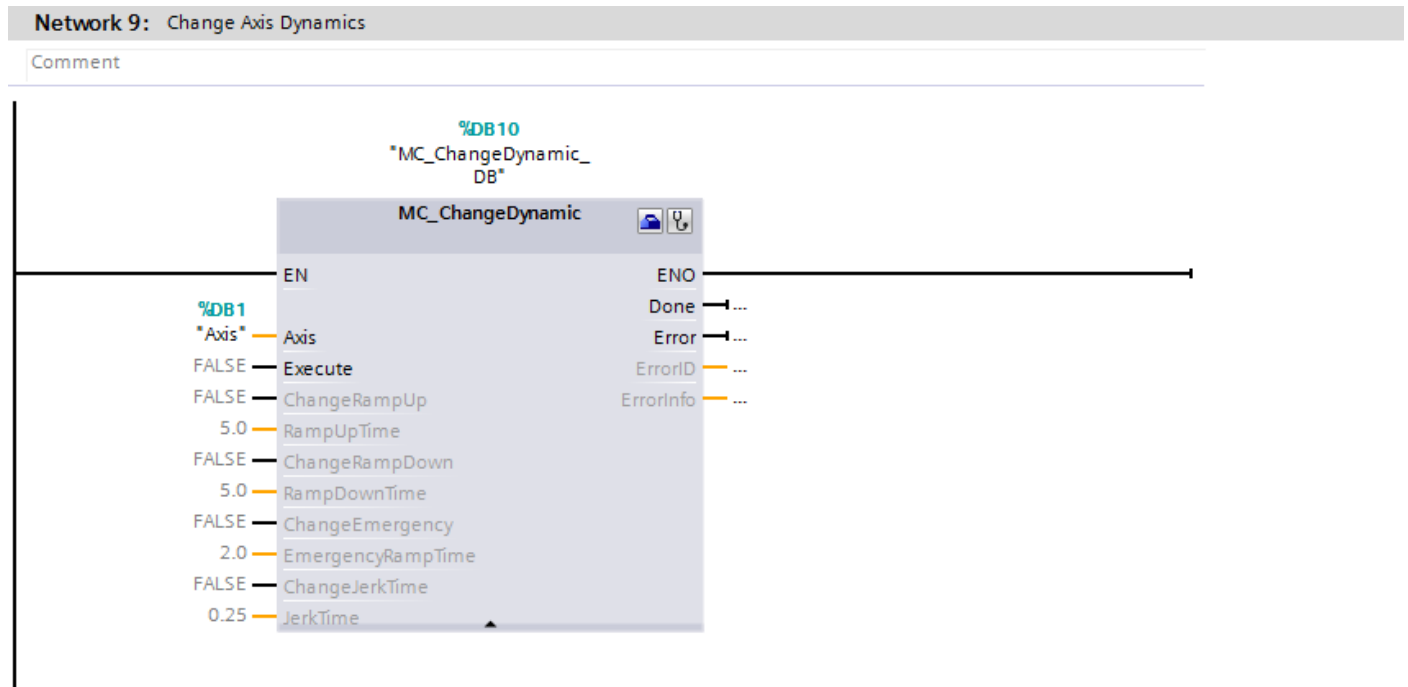 Network 9: Change Axis Dynamics
Comment
%DB10
"MC_ChangeDynamic_
DB"
MC_ChangeDynamic
EN ENO
%DB1 Done ...
"Axis" Axis Error ...
FALSE Execute ErrorID ...
FALSE ChangeRampUp ErrorInfo ...
5.0 RampUpTime
FALSE ChangeRampDown
5.0 RampDownTime
FALSE ChangeEmergency
2.0 EmergencyRampTime
FALSE ChangeJerkTime
0.25 JerkTime